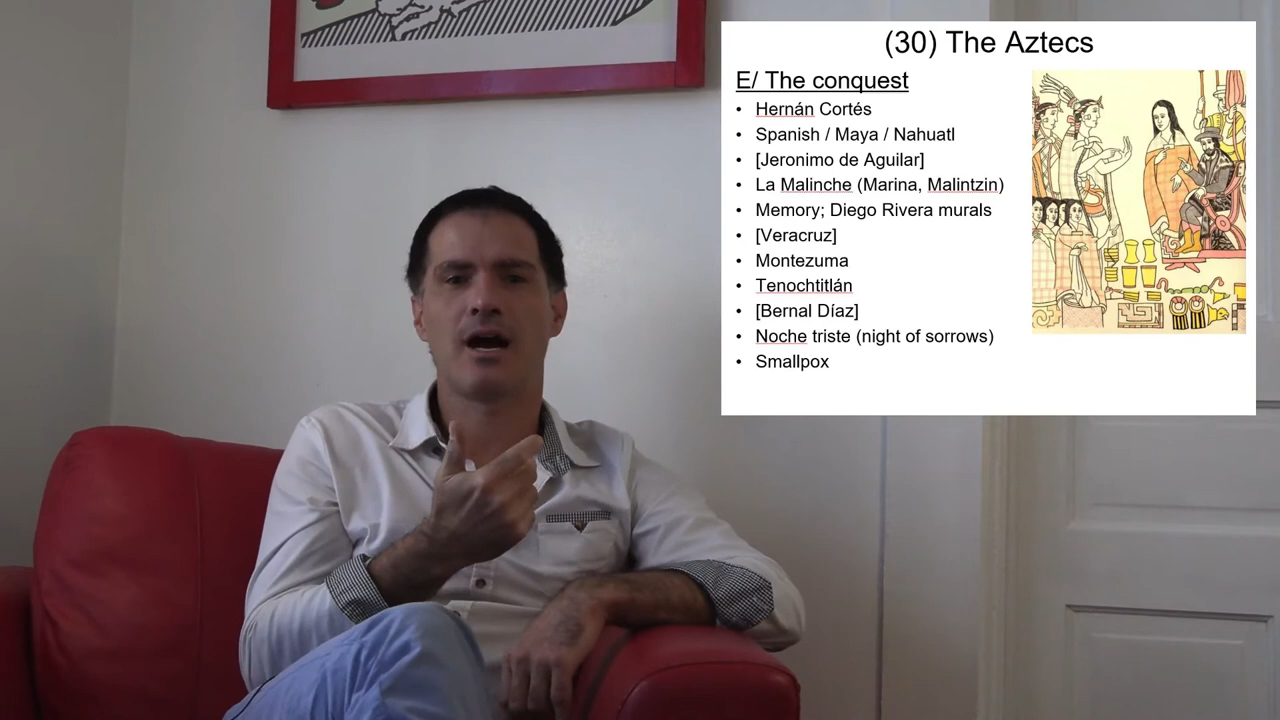 (30) The Aztecs
E/ The conquest
• Hernán Cortés
• Spanish / Maya / Nahuatl
• [Jeronimo de Aguilar]
• La Malinche (Marina, Malintzin)
• Memory; Diego Rivera murals
• [Veracruz]
• Montezuma
• Tenochtitlán
• [Bernal Díaz]
• Noche triste (night of sorrows)
• Smallpox